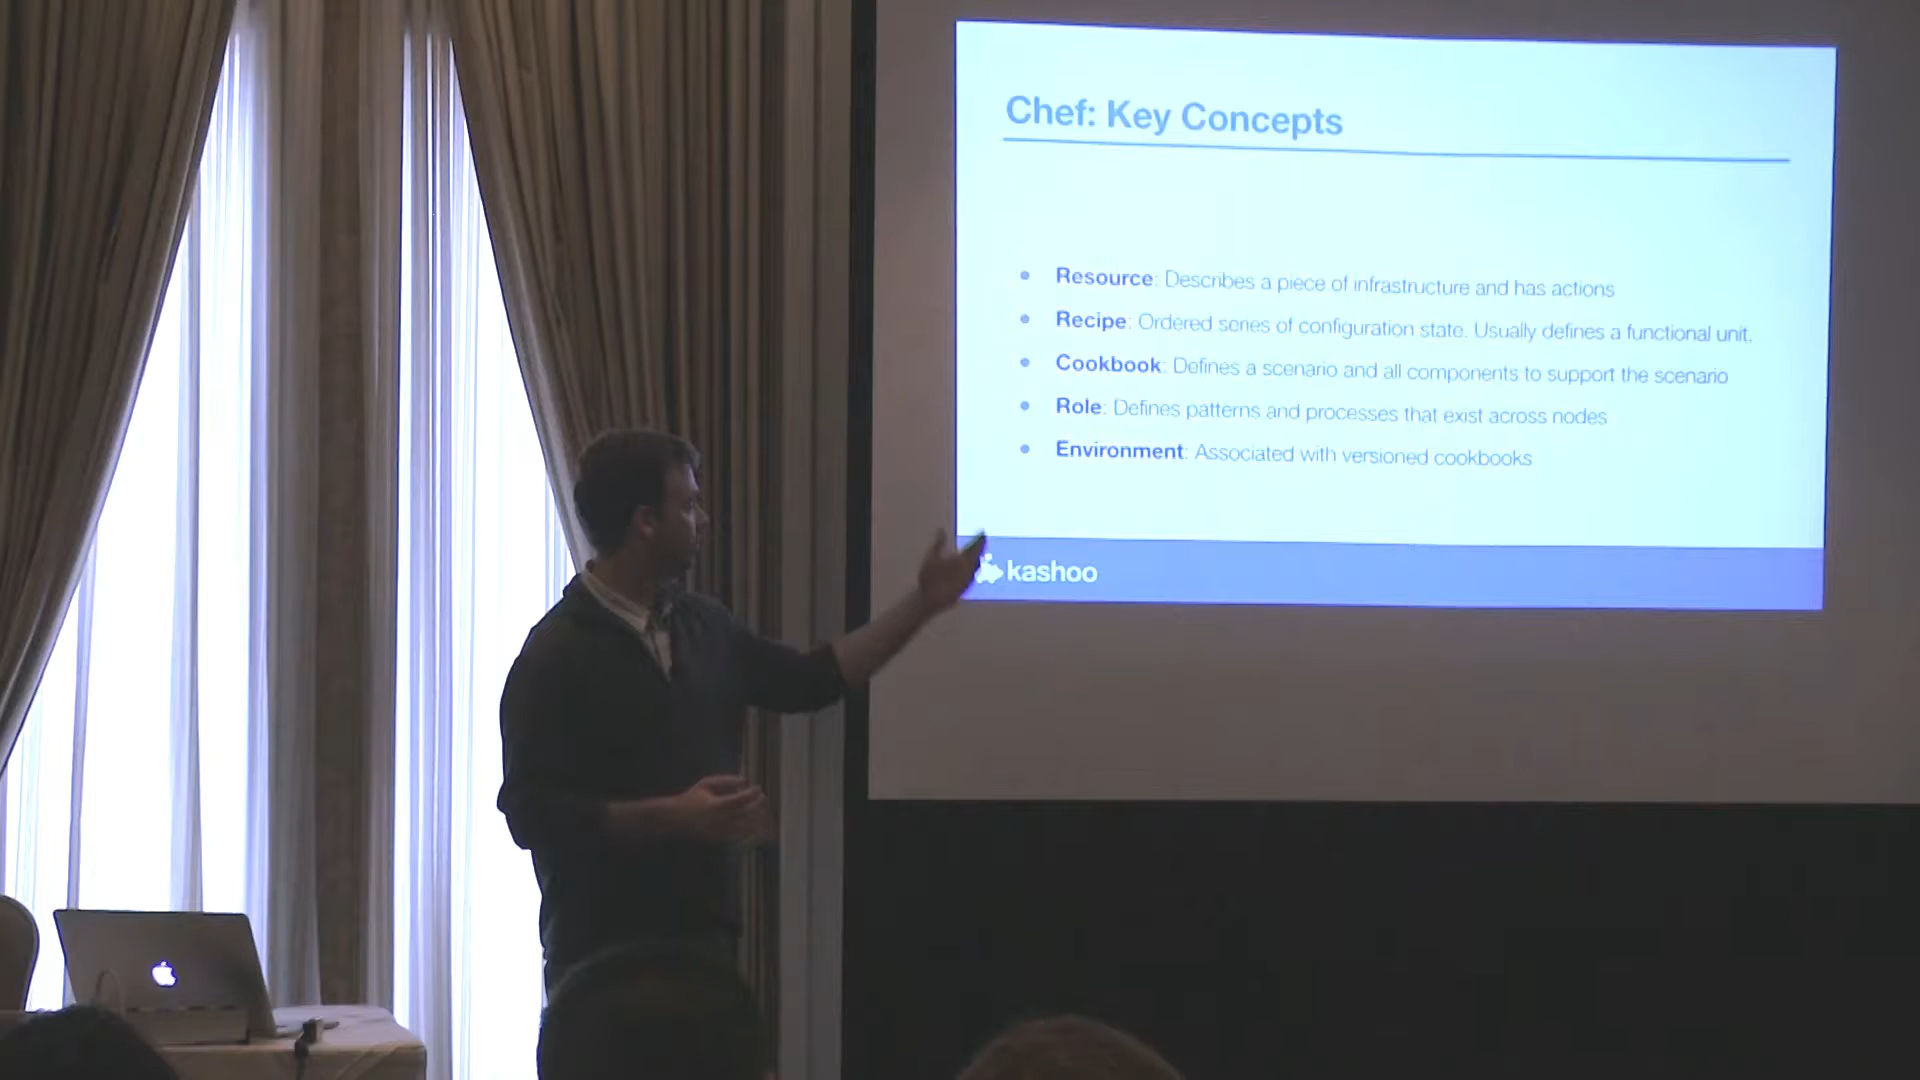 Chef: Key Concepts
Resource: Describes a piece of infrastructure and has actions
Recipe: Ordered series of configuration state. Usually defines a functional unit.
Cookbook: Defines a scenario and all components to support the scenario
Role: Defines patterns and processes that exist across nodes
Environment: Associated with versioned cookbooks
kashoo